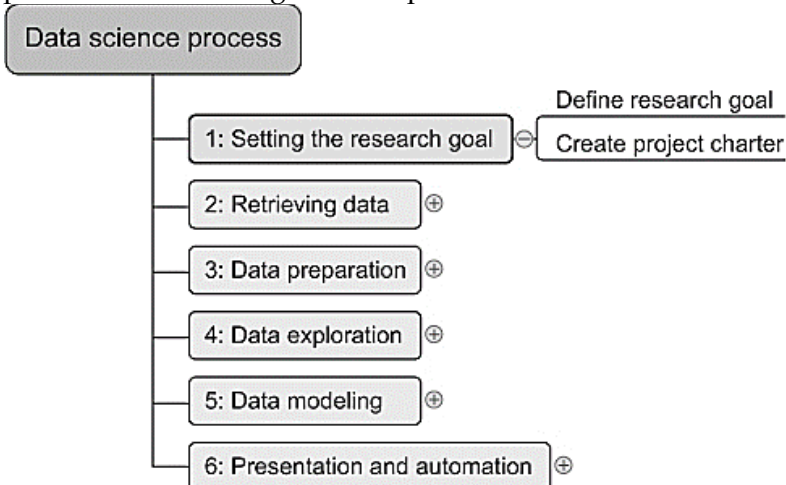 Data science process
1: Setting the research goal
Define research goal
Create project charter
2: Retrieving data
3: Data preparation
4: Data exploration
5: Data modeling
6: Presentation and automation